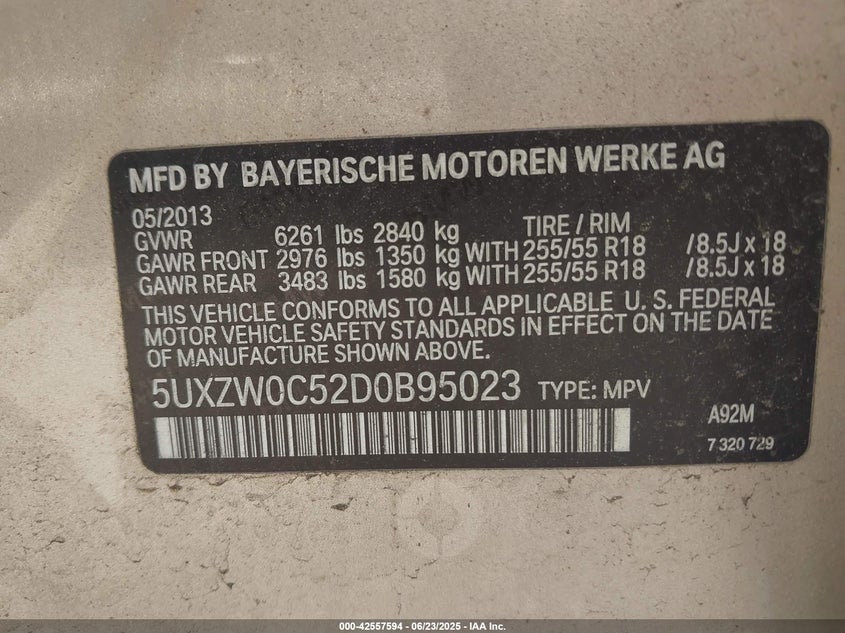 MFD BY BAYERISCHE MOTOREN WERKE AG
05/2013 TIRE / RIM
GVWR 6261 lbs 2840 kg
GAWR FRONT 2976 lbs 1350 kg WITH 255/55 R18 /8.5J x 18
GAWR REAR 3483 lbs 1580 kg WITH 255/55 R18 /8.5J x 18
THIS VEHICLE CONFORMS TO ALL APPLICABLE U. S. FEDERAL
MOTOR VEHICLE SAFETY STANDARDS IN EFFECT ON THE DATE
OF MANUFACTURE SHOWN ABOVE.
5UXZW0C52D0B95023 TYPE: MPV
A92M
7 320 729
000-42557594 - 06/23/2025 - IAA Inc.